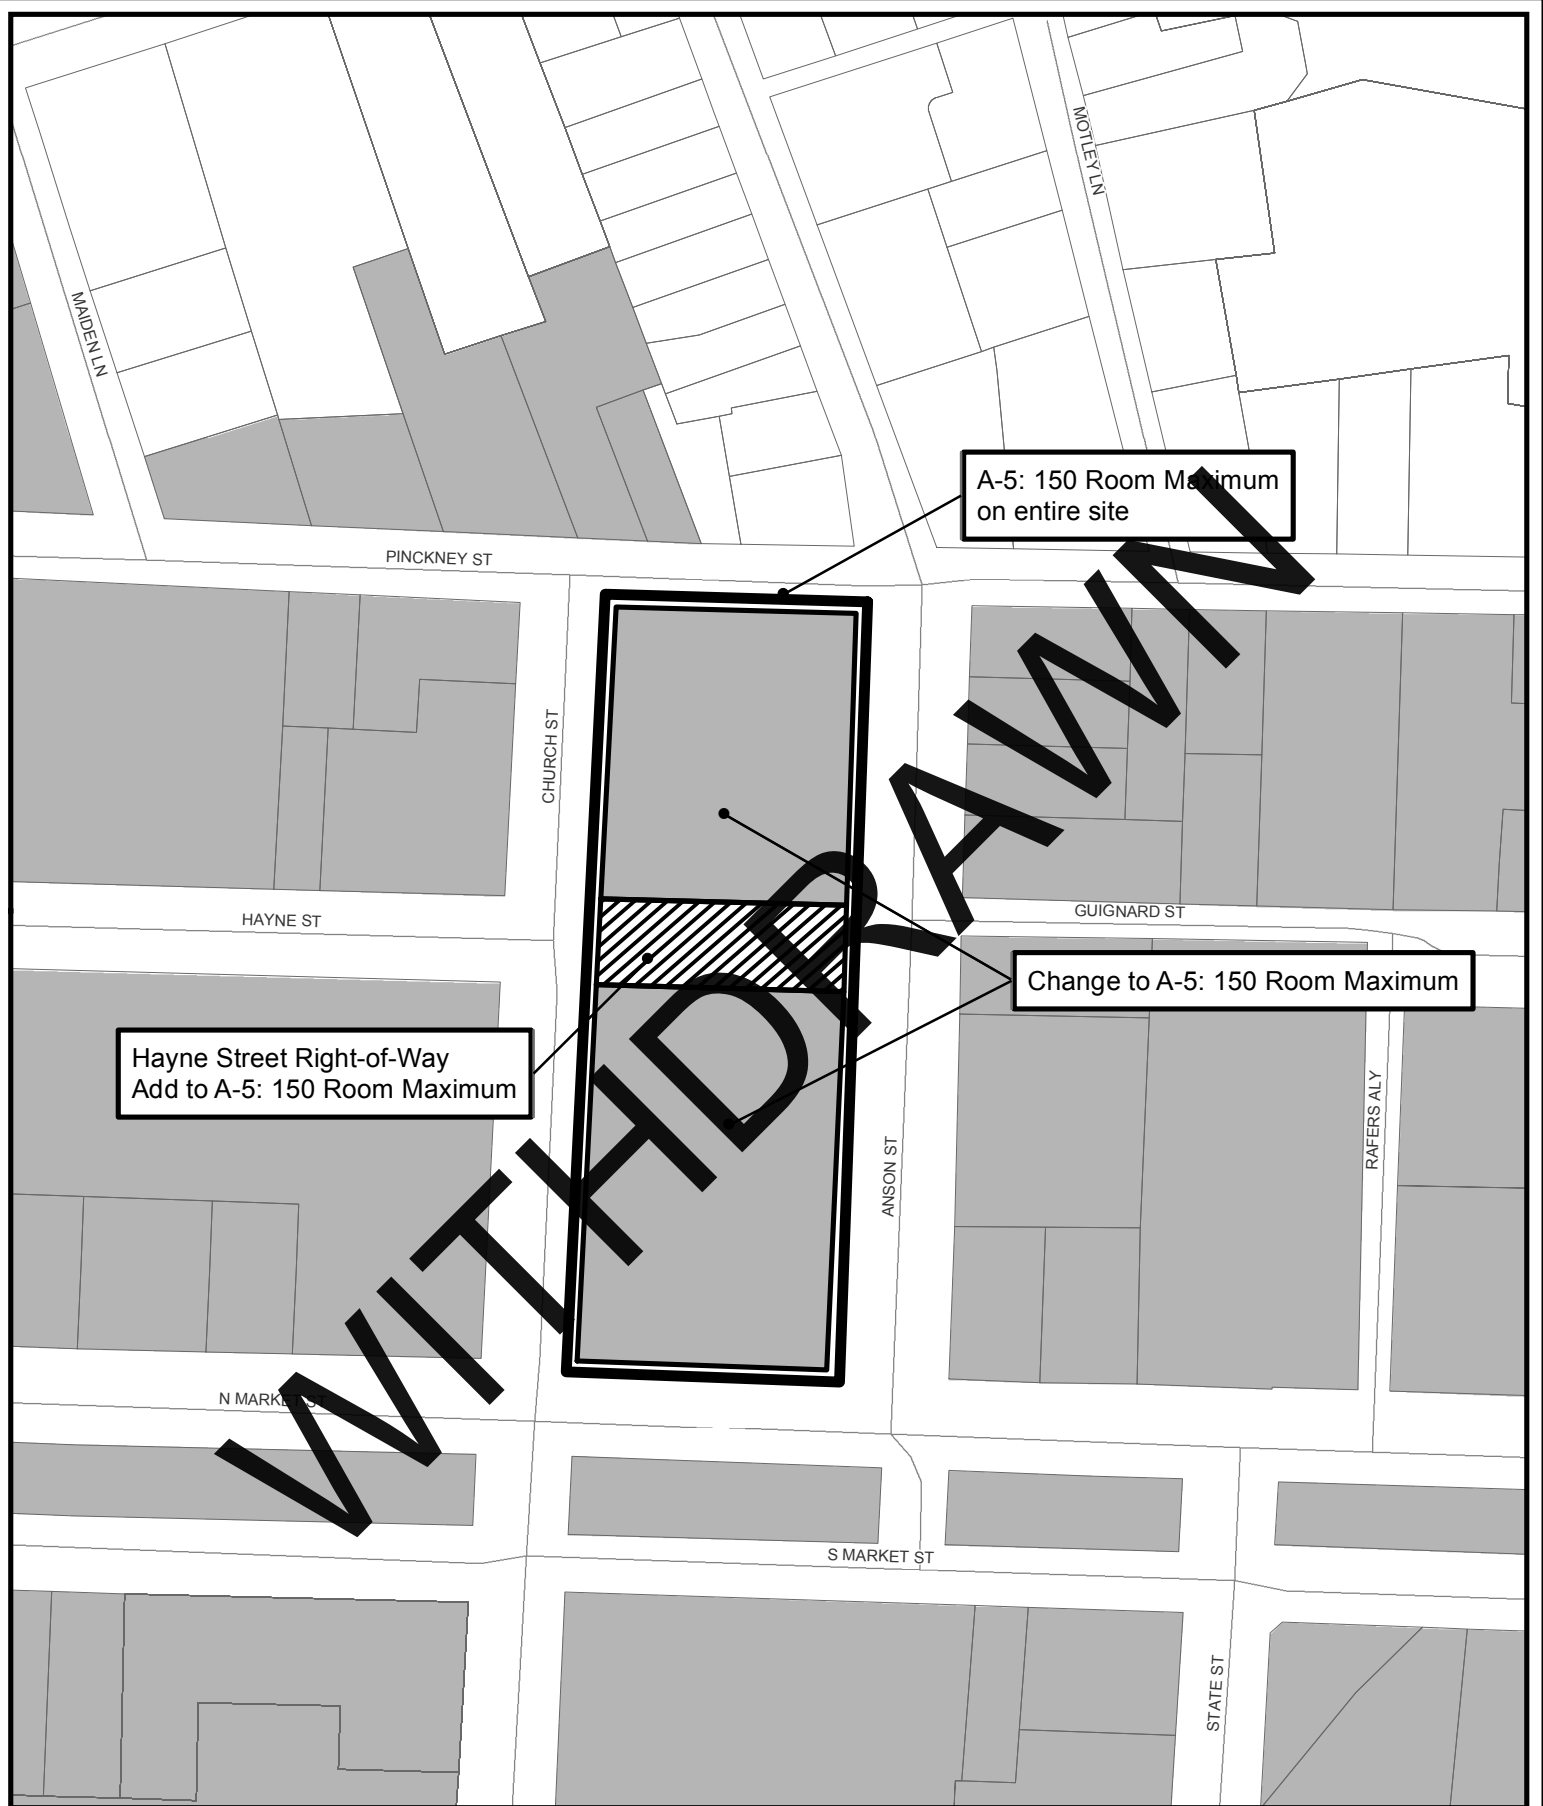 MOTLEY LN
MAIDEN LN
A-5: 150 Room Maximum
on entire site
PINCKNEY ST
CHURCH ST
HAYNE ST
GUIGNARD ST
Change to A-5: 150 Room Maximum
Hayne Street Right-of-Way
Add to A-5: 150 Room Maximum
ANSON ST
RAFERS ALY
WITHDRAWN
N MARKET ST
S MARKET ST
STATE ST